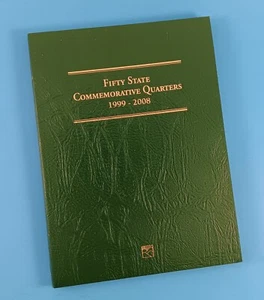 FIFTY STATE
COMMEMORATIVE QUARTERS
1999 - 2008